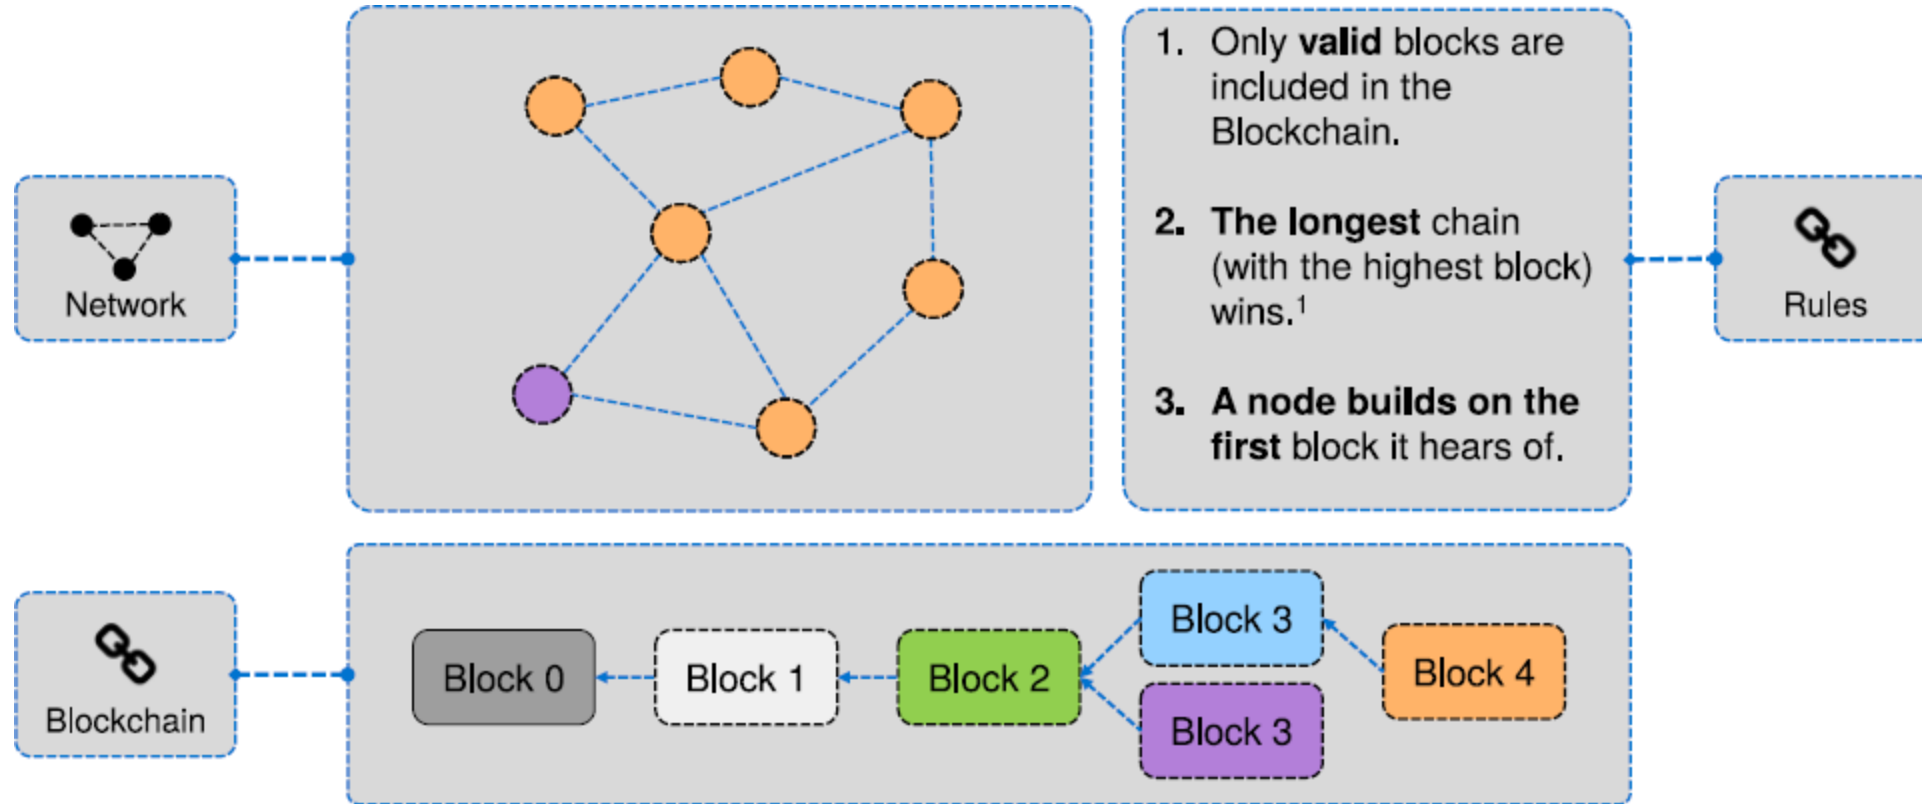 Network
1. Only valid blocks are
included in the
Blockchain.
2. The longest chain
(with the highest block)
wins.¹
3. A node builds on the
first block it hears of.
Rules
Blockchain
Block 0
Block 1
Block 2
Block 3
Block 3
Block 4